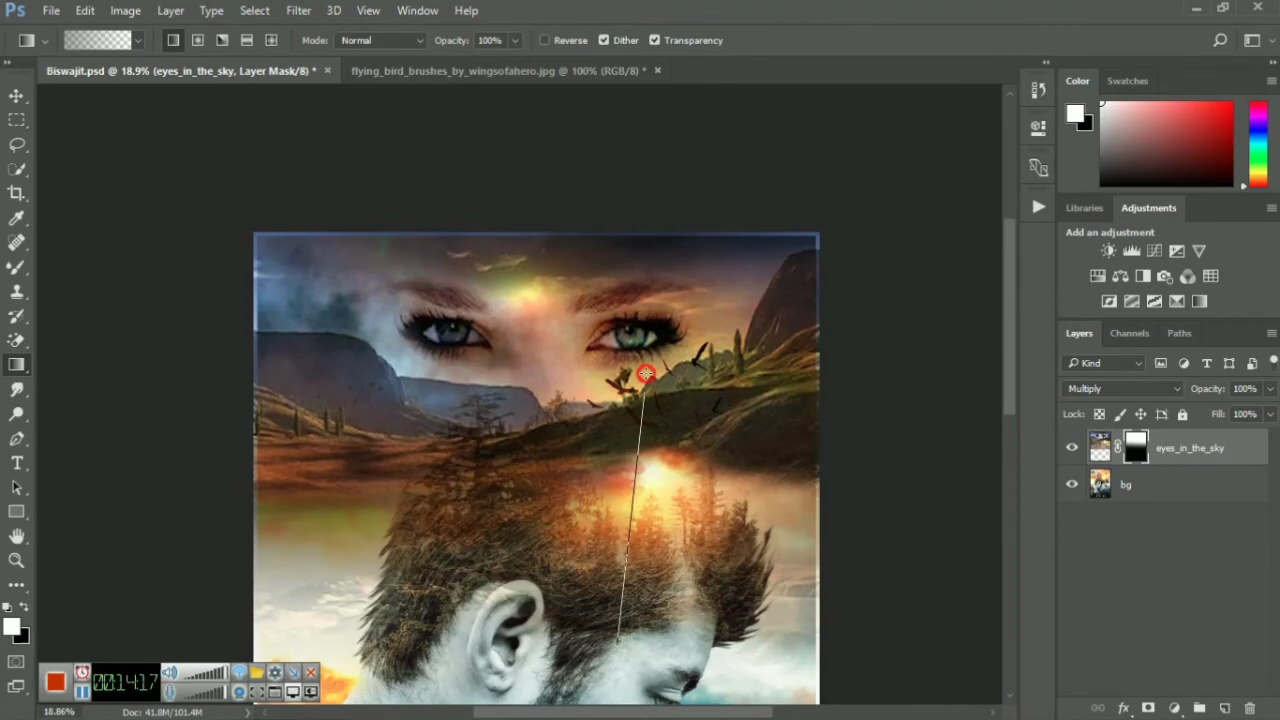 Ps File Edit Image Layer Type Select Filter 3D View Window Help
Mode: Normal Opacity: 100% Reverse Dither Transparency
Biswajit.psd @ 18.9% (eyes_in_the_sky, Layer Mask/8) * × flying_bird_brushes_by_wingsofahero.jpg @ 100% (RGB/8) * ×
Color Swatches
Libraries Adjustments
Add an adjustment
Layers Channels Paths
Kind
Multiply Opacity: 100%
Lock: Fill: 100%
eyes_in_the_sky
bg
00:14:17
18.86% Doc: 41.8M/101.4M